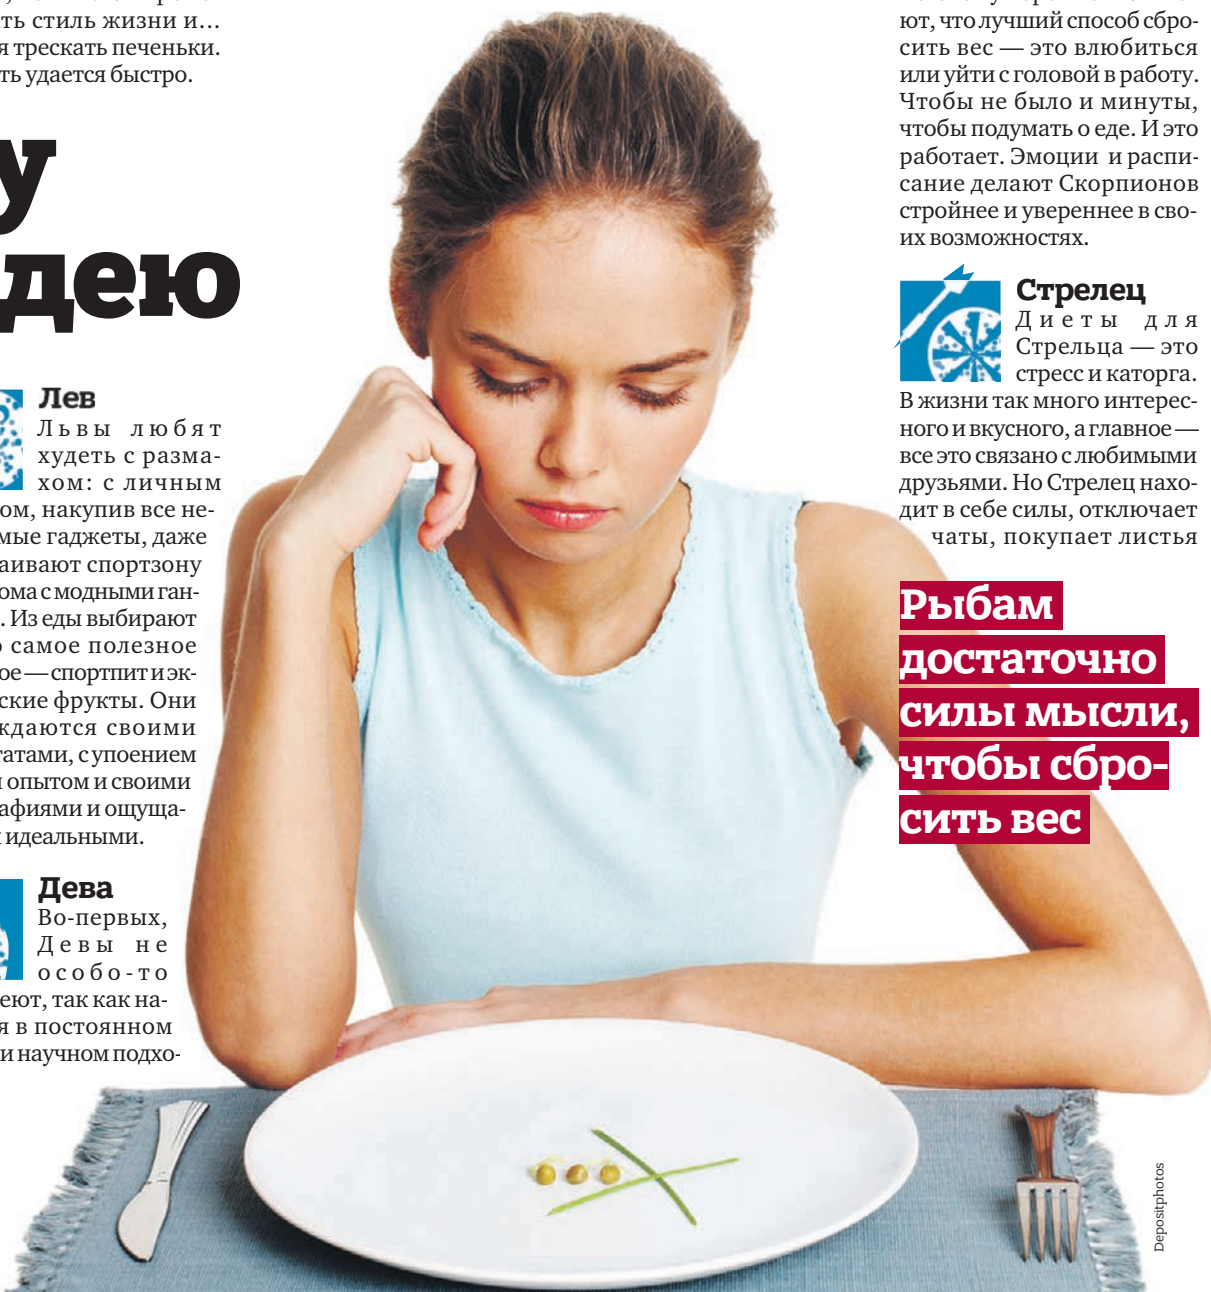 ть стиль жизни и...
я трескать печеньки.
ть удается быстро.
у
дею
Лев
Львы любят
худеть с разма-
хом: с личным
ом, накупив все не-
мые гаджеты, даже
аивают спортзону
ома с модными ган-
. Из еды выбирают
о самое полезное
ое — спортпит и эк-
ские фрукты. Они
ждаются своими
татами, с упоением
опытом и своими
афиями и ощуща-
идеальными.
Дева
Во-первых,
Девы не
особо-то
еют, так как на-
я в постоянном
и научном подхо-
ют, что лучший способ сбро-
сить вес — это влюбиться
или уйти с головой в работу.
Чтобы не было и минуты,
чтобы подумать о еде. И это
работает. Эмоции и распи-
сание делают Скорпионов
стройнее и увереннее в сво-
их возможностях.
Стрелец
Диеты для
Стрельца — это
стресс и каторга.
В жизни так много интерес-
ного и вкусного, а главное —
все это связано с любимыми
друзьями. Но Стрелец нахо-
дит в себе силы, отключает
чаты, покупает листья
Рыбам
достаточно
силы мысли,
чтобы сбро-
сить вес
Depositphotos